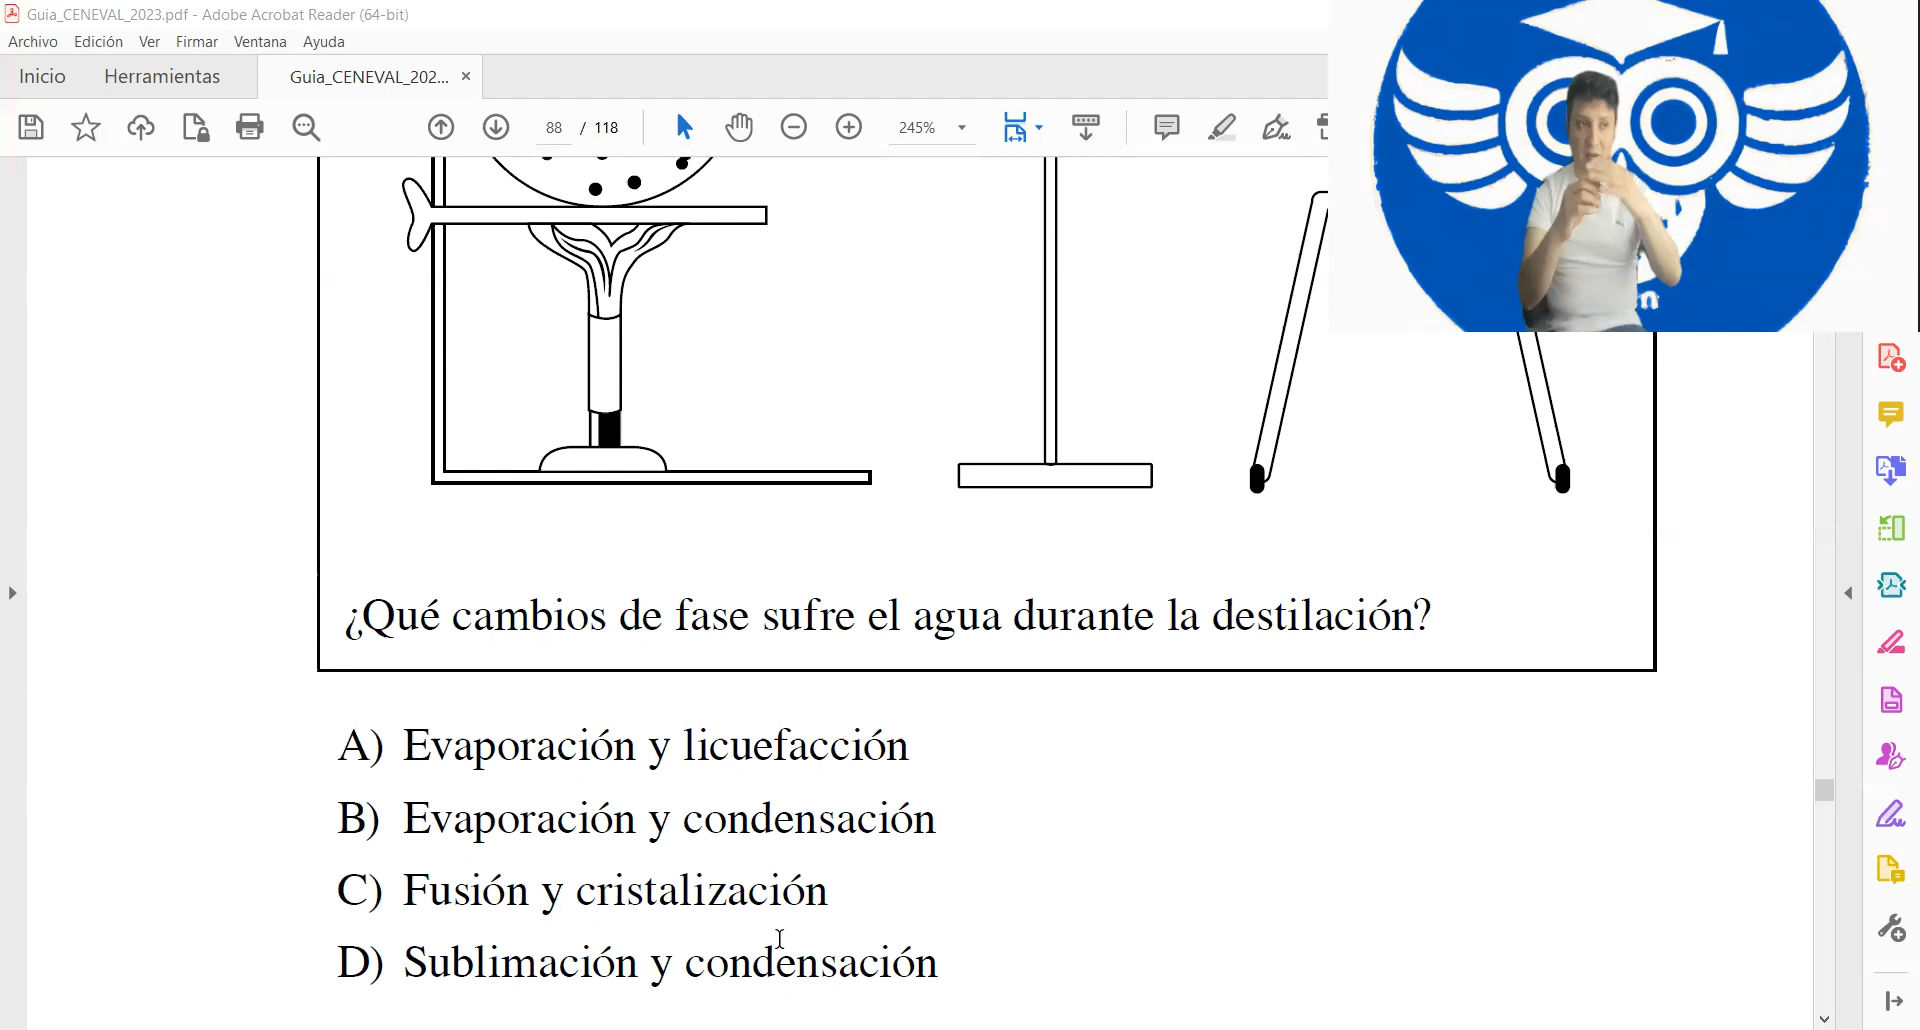 Guia_CENEVAL_2023.pdf - Adobe Acrobat Reader (64-bit)
Archivo Edición Ver Firmar Ventana Ayuda
Inicio Herramientas Guia_CENEVAL_202... ×
88 / 118 245%
n
¿Qué cambios de fase sufre el agua durante la destilación?
A) Evaporación y licuefacción
B) Evaporación y condensación
C) Fusión y cristalización
D) Sublimación y condensación